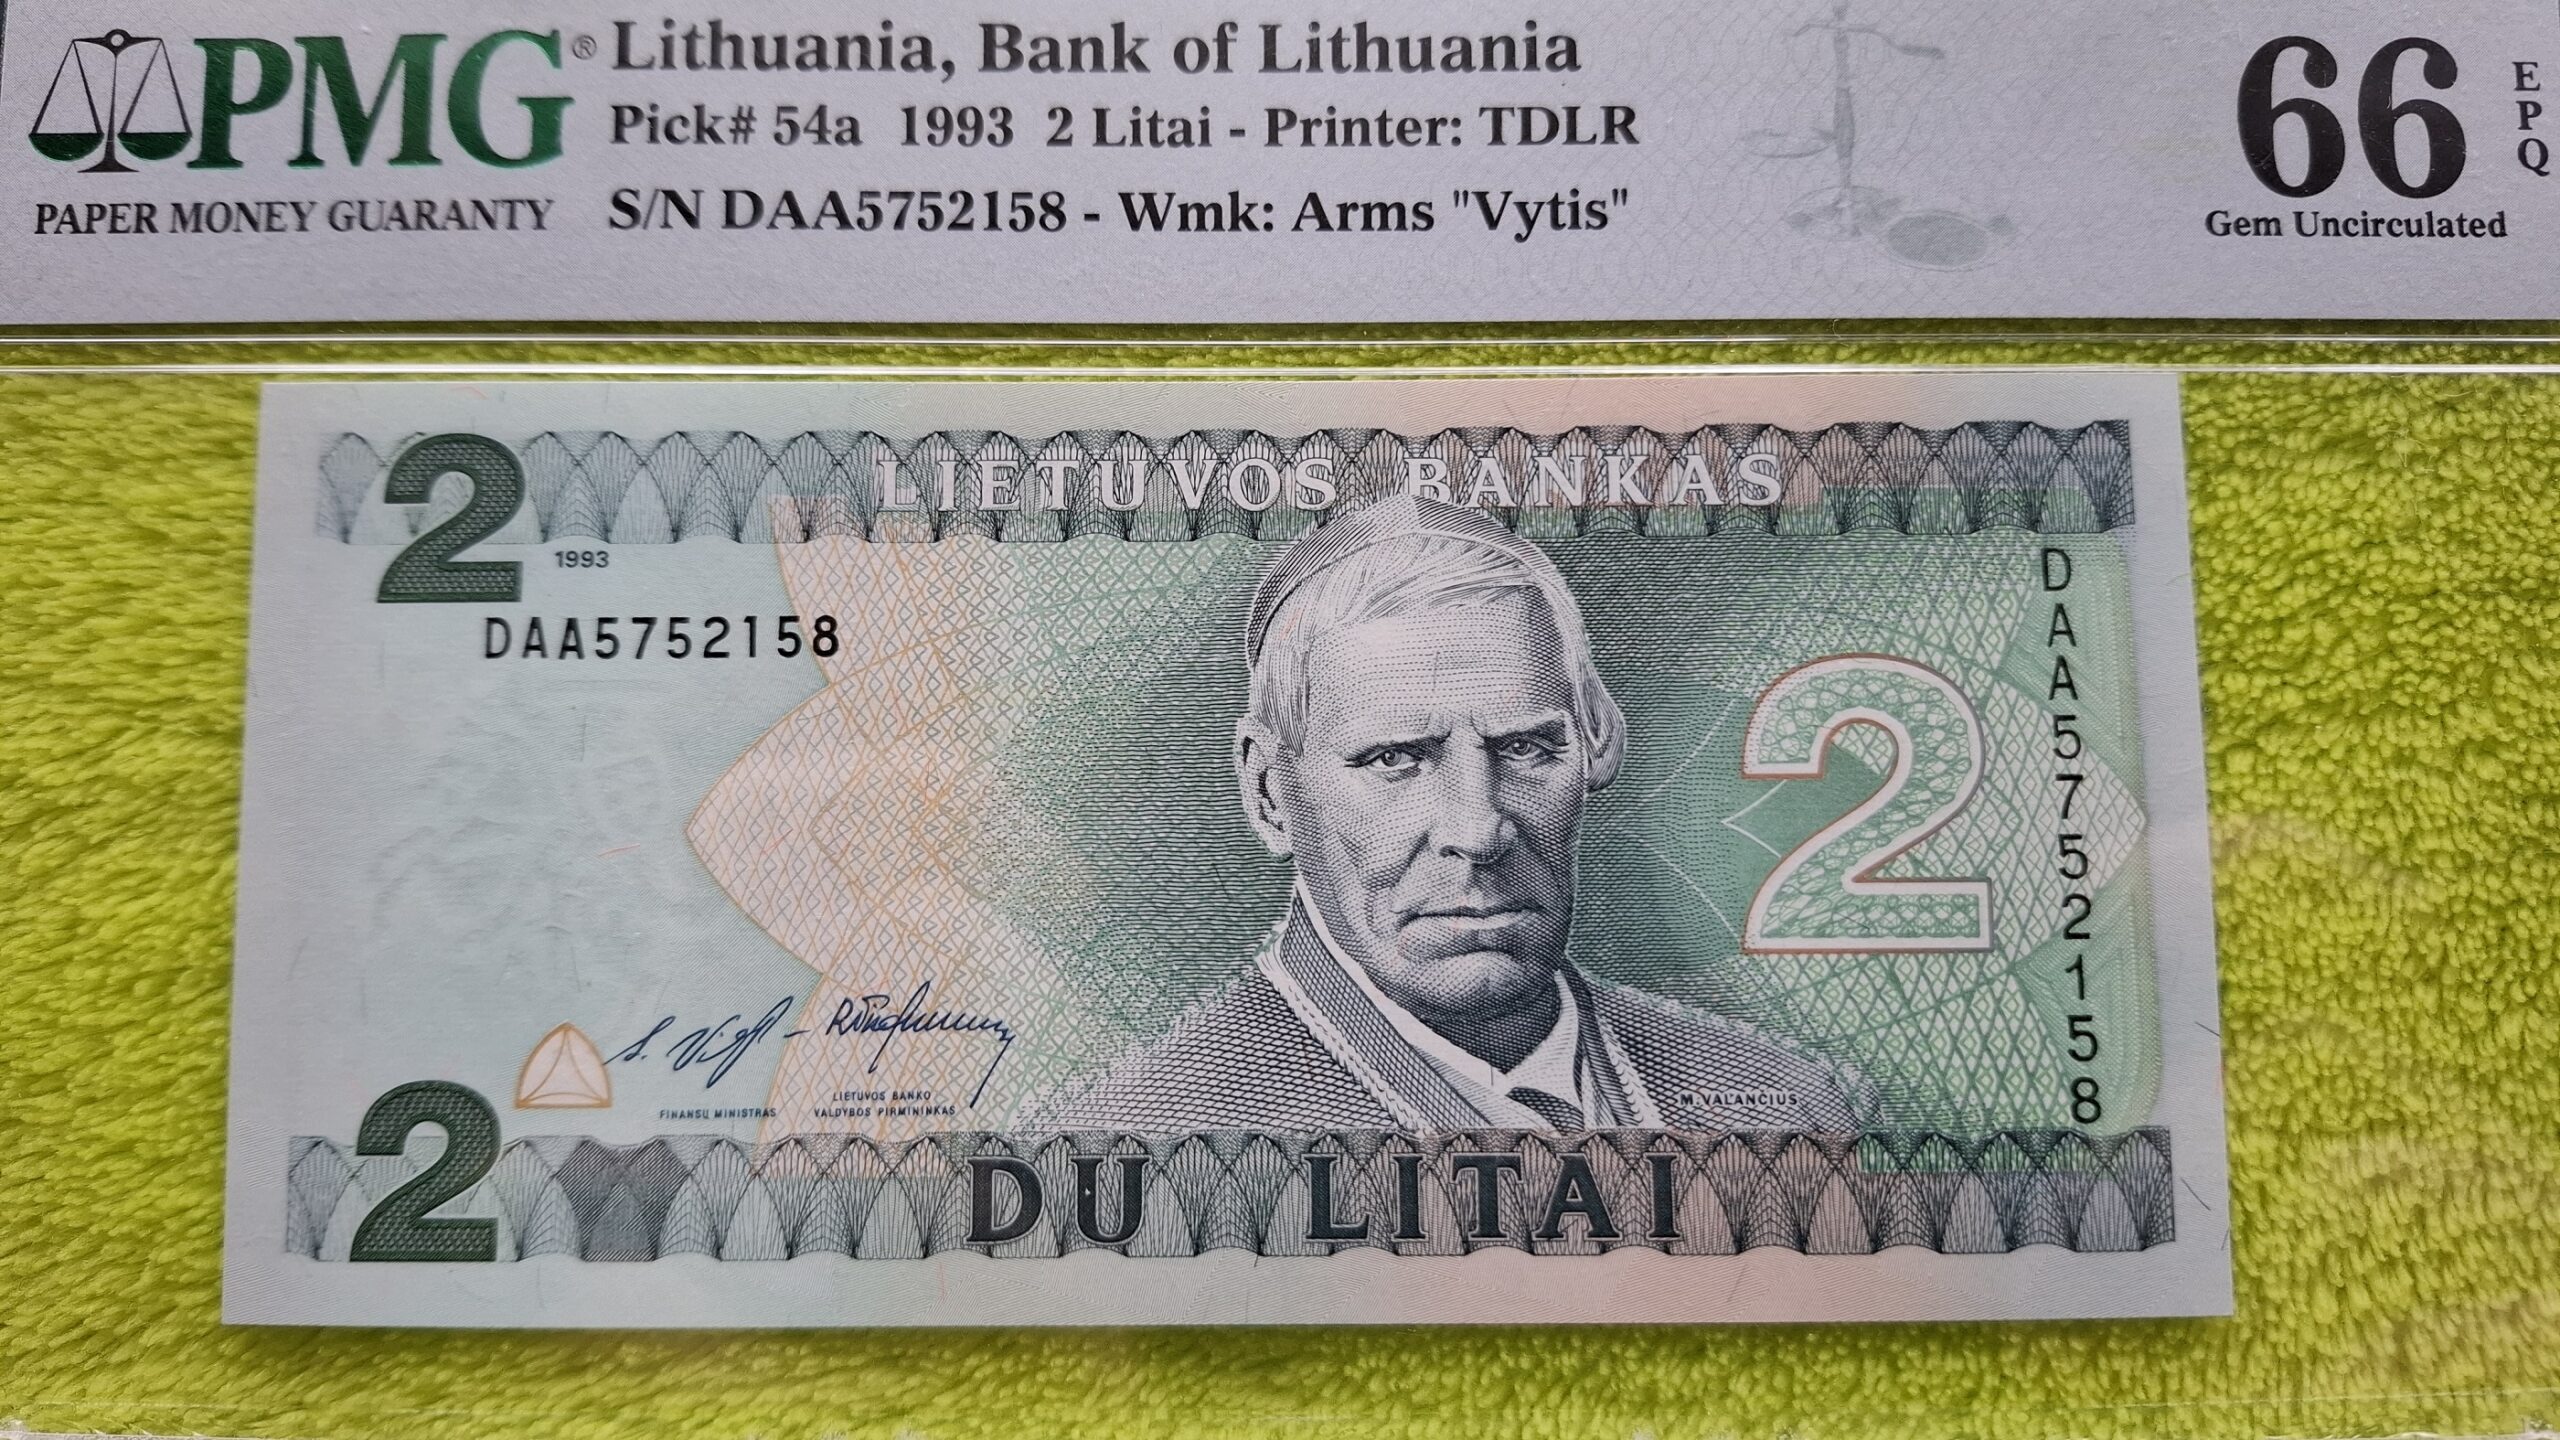 PMG®
PAPER MONEY GUARANTY
Lithuania, Bank of Lithuania
Pick# 54a 1993 2 Litai - Printer: TDLR
S/N DAA5752158 - Wmk: Arms "Vytis"
66
EPQ
Gem Uncirculated
2
LIETUVOS BANKAS
1993
DAA5752158
DAA5752158
2
FINANSŲ MINISTRAS
LIETUVOS BANKO
VALDYBOS PIRMININKAS
M. VALANČIUS
2
DU LITAI